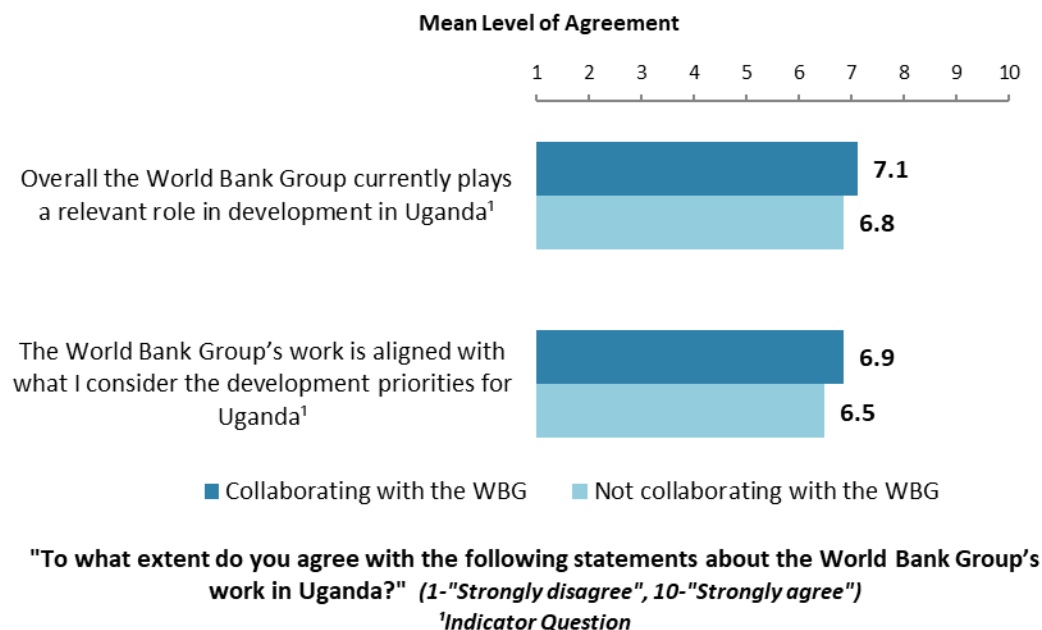 Mean Level of Agreement
1 2 3 4 5 6 7 8 9 10
Overall the World Bank Group currently plays
a relevant role in development in Uganda¹
7.1
6.8
The World Bank Group’s work is aligned with
what I consider the development priorities for
Uganda¹
6.9
6.5
Collaborating with the WBG Not collaborating with the WBG
"To what extent do you agree with the following statements about the World Bank Group’s
work in Uganda?" (1-"Strongly disagree", 10-"Strongly agree")
¹Indicator Question